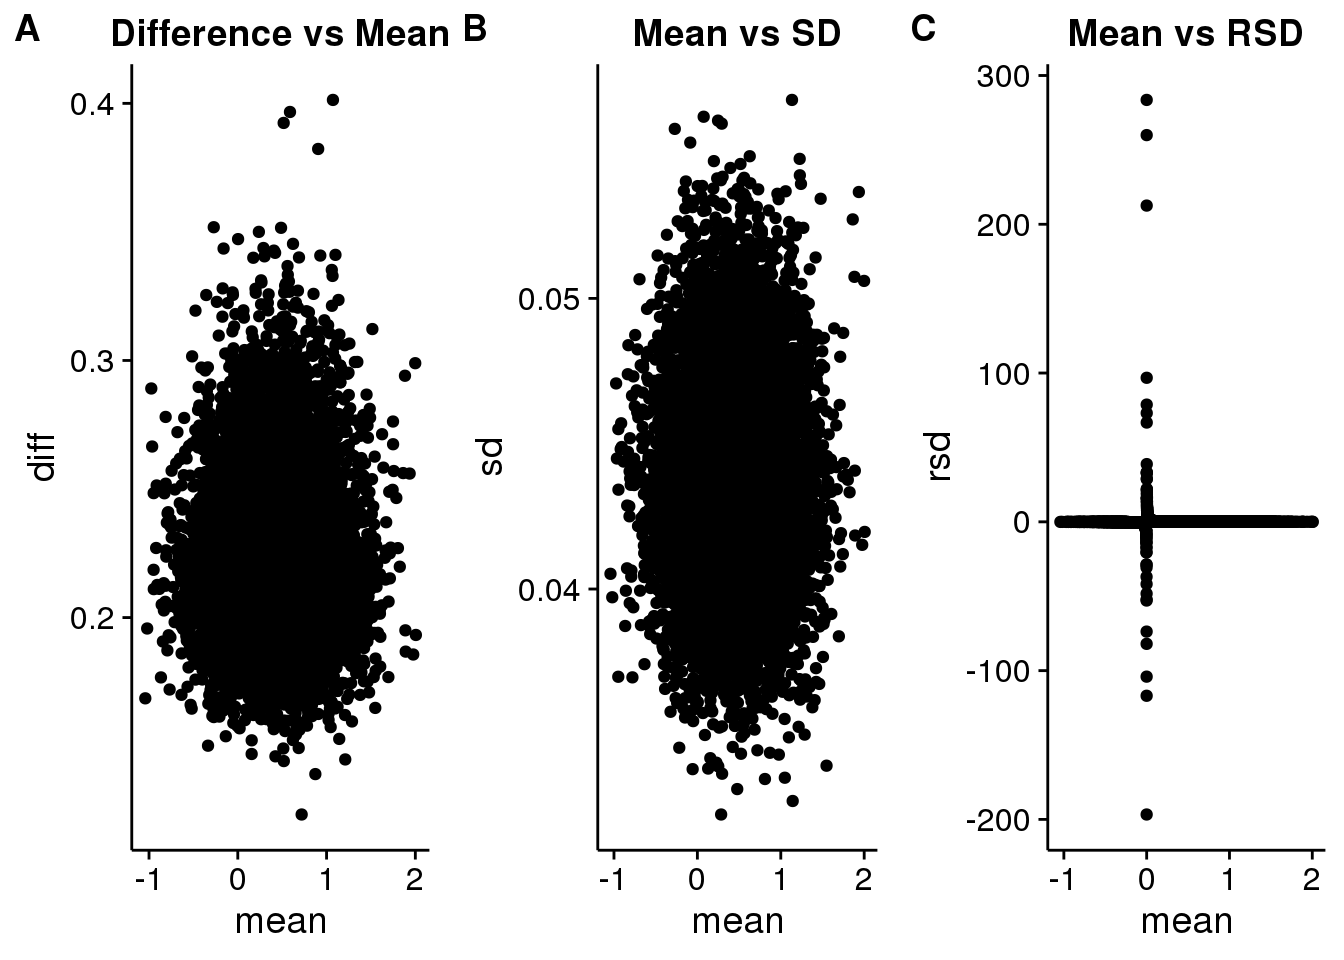 A Difference vs Mean
0.4
0.3
0.2
diff
-1 0 1 2
mean
B Mean vs SD
0.05
0.04
sd
-1 0 1 2
mean
C Mean vs RSD
300
200
100
0
-100
-200
rsd
-1 0 1 2
mean